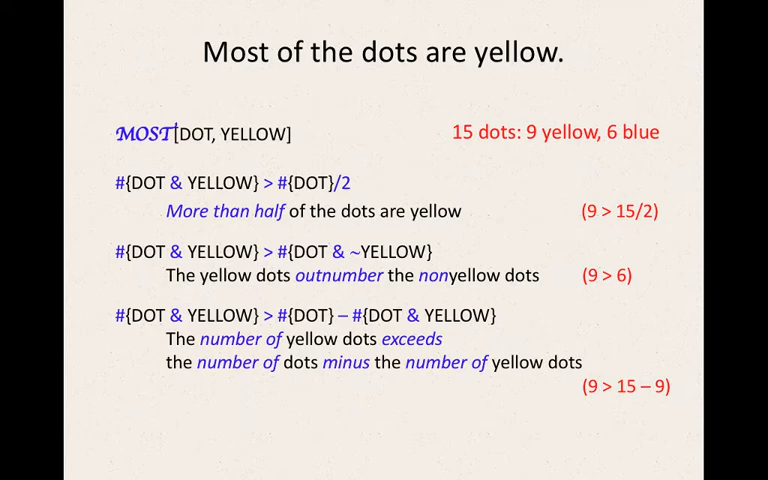 Most of the dots are yellow.
MOST[DOT, YELLOW] 15 dots: 9 yellow, 6 blue
#{DOT & YELLOW} > #{DOT}/2
More than half of the dots are yellow (9 > 15/2)
#{DOT & YELLOW} > #{DOT & ~YELLOW}
The yellow dots outnumber the nonyellow dots (9 > 6)
#{DOT & YELLOW} > #{DOT} – #{DOT & YELLOW}
The number of yellow dots exceeds
the number of dots minus the number of yellow dots
(9 > 15 – 9)